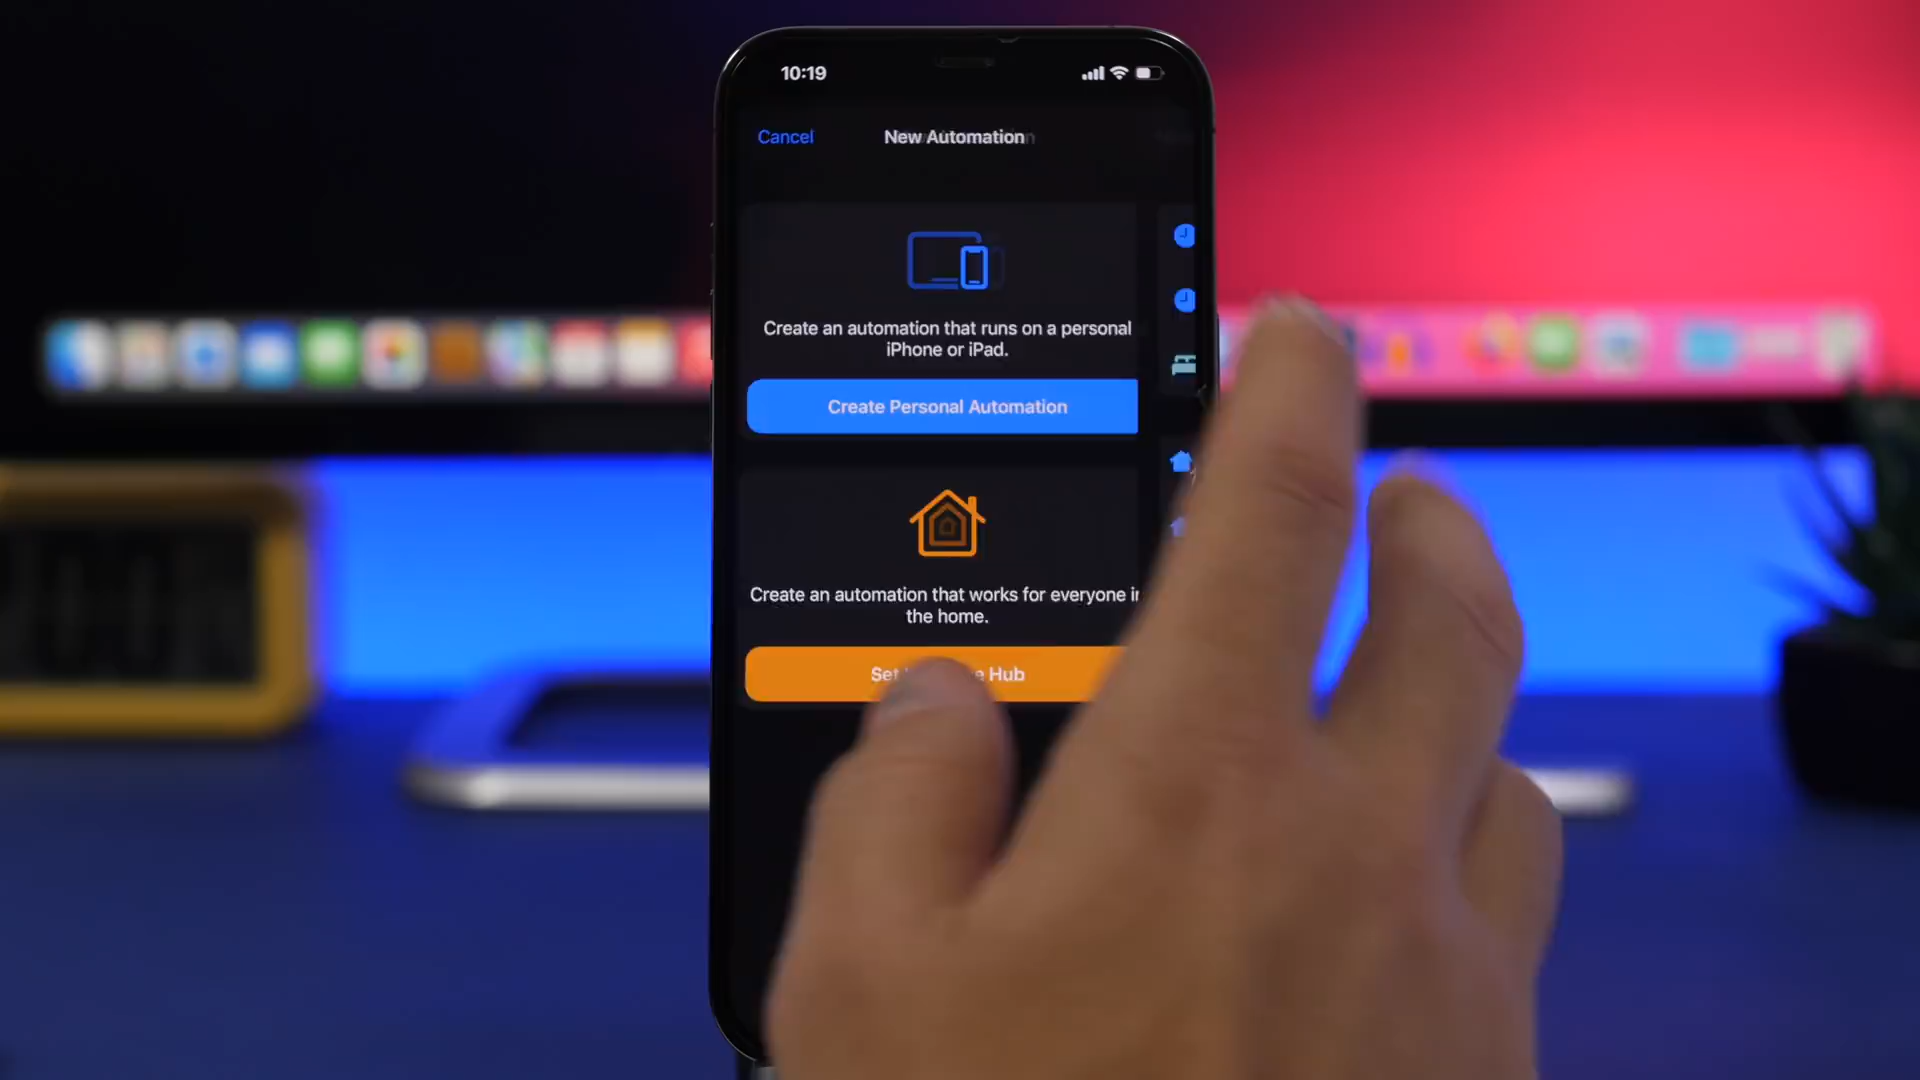 10:19
Cancel
New Automation
Create an automation that runs on a personal
iPhone or iPad.
Create Personal Automation
Create an automation that works for everyone
the home.
Set Hub